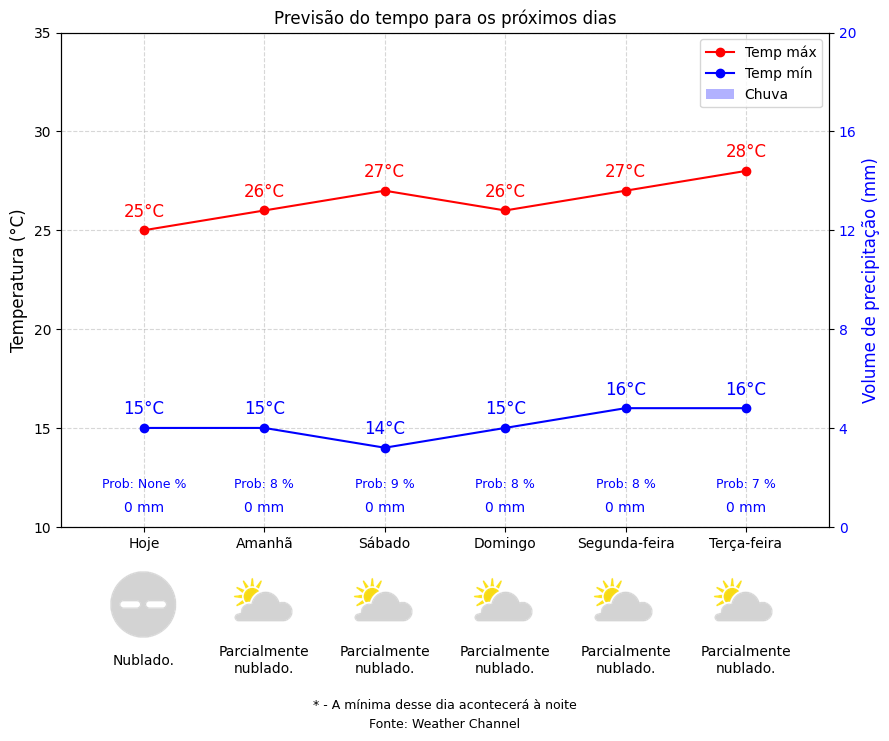 Previsão do tempo para os próximos dias
35
30
25
20
15
10
Temperatura (°C)
20
16
12
8
4
0
Volume de precipitação (mm)
Temp máx
Temp mín
Chuva
25°C
26°C
27°C
26°C
27°C
28°C
15°C
15°C
14°C
15°C
16°C
16°C
Prob: None %
Prob: 8 %
Prob: 9 %
Prob: 8 %
Prob: 8 %
Prob: 7 %
0 mm
0 mm
0 mm
0 mm
0 mm
0 mm
Hoje
Amanhã
Sábado
Domingo
Segunda-feira
Terça-feira
Nublado.
Parcialmente
nublado.
Parcialmente
nublado.
Parcialmente
nublado.
Parcialmente
nublado.
Parcialmente
nublado.
* - A mínima desse dia acontecerá à noite
Fonte: Weather Channel